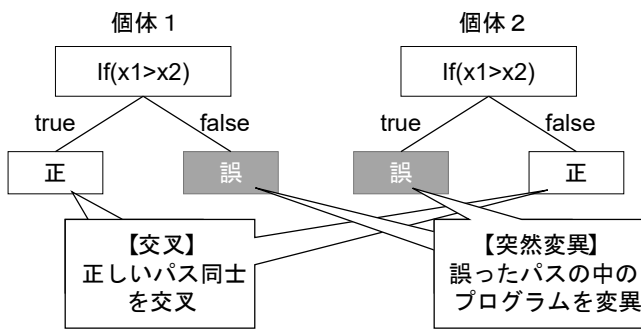 個体１
個体２
If(x1>x2)
If(x1>x2)
true
false
true
false
正
誤
誤
正
【交叉】
正しいパス同士
を交叉
【突然変異】
誤ったパスの中の
プログラムを変異